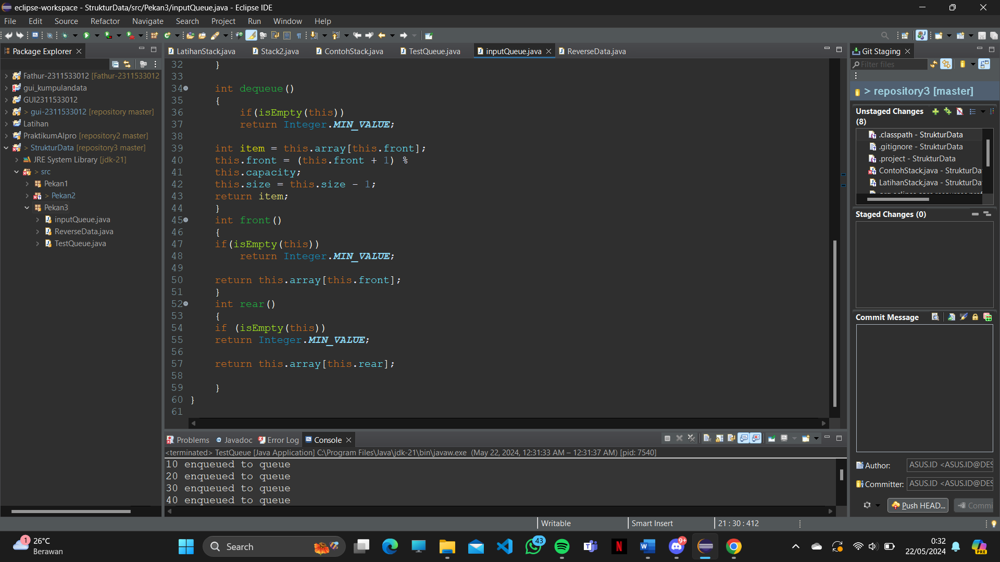 eclipse-workspace - StrukturData/src/Pekan3/inputQueue.java - Eclipse IDE
File Edit Source Refactor Navigate Search Project Run Window Help
Package Explorer
Fathur-2311533012 [Fathur-2311533012
gui_kumpulandata
GUI2311533012
> gui-2311533012 [repository master]
Latihan
PraktikumAlpro [repository2 master]
> StrukturData [repository3 master]
JRE System Library [jdk-21]
> src
Pekan1
> Pekan2
Pekan3
inputQueue.java
ReverseData.java
TestQueue.java
LatihanStack.java Stack2.java ContohStack.java TestQueue.java inputQueue.java ReverseData.java
32 }
33
34 int dequeue()
35 {
36 if(isEmpty(this))
37 return Integer.MIN_VALUE;
38
39 int item = this.array[this.front];
40 this.front = (this.front + 1) %
41 this.capacity;
42 this.size = this.size - 1;
43 return item;
44 }
45 int front()
46 {
47 if(isEmpty(this))
48 return Integer.MIN_VALUE;
49
50 return this.array[this.front];
51 }
52 int rear()
53 {
54 if (isEmpty(this))
55 return Integer.MIN_VALUE;
56
57 return this.array[this.rear];
58
59 }
60 }
61
Problems Javadoc Error Log Console
<terminated> TestQueue [Java Application] C:\Program Files\Java\jdk-21\bin\javaw.exe (May 22, 2024, 12:31:33 AM – 12:31:37 AM) [pid: 7540]
10 enqueued to queue
20 enqueued to queue
30 enqueued to queue
40 enqueued to queue
Git Staging
Filter files
> repository3 [master]
Unstaged Changes
(8)
.classpath - StrukturData
.gitignore - StrukturData
.project - StrukturData
ContohStack.java - StrukturDa
LatihanStack.java - StrukturDa
Staged Changes (0)
Commit Message
Author: ASUS.ID <ASUS.ID@DES
Committer: ASUS.ID <ASUS.ID@DES
Push HEAD... Commi
Writable Smart Insert 21 : 30 : 412
1
26°C
Berawan
Search
43
9+
PRE
0:32
22/05/2024